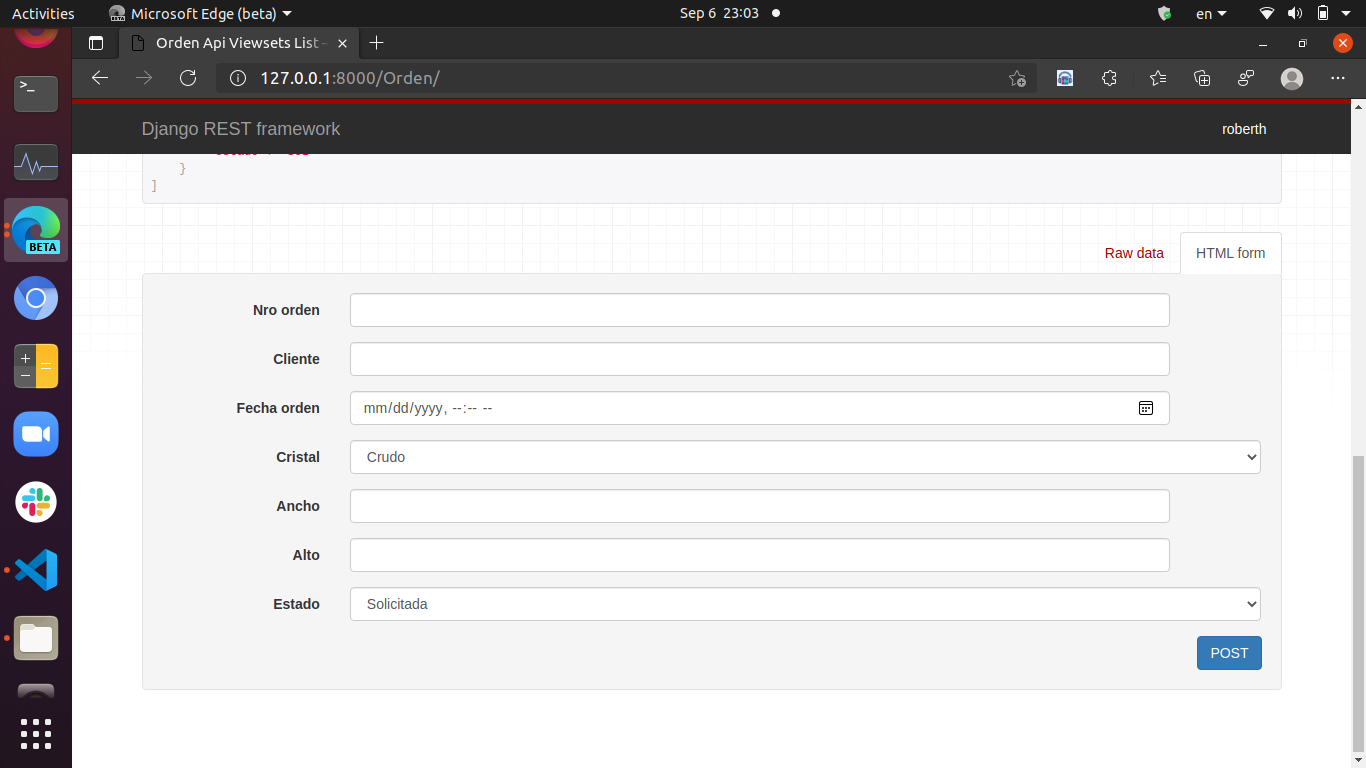 Activities Microsoft Edge (beta) Sep 6 23:03 en
Orden Api Viewsets List
127.0.0.1:8000/Orden/
Django REST framework roberth
}
]
Raw data HTML form
Nro orden
Cliente
Fecha orden mm/dd/yyyy, --:-- --
Cristal Crudo
Ancho
Alto
Estado Solicitada
POST
>_
BETA